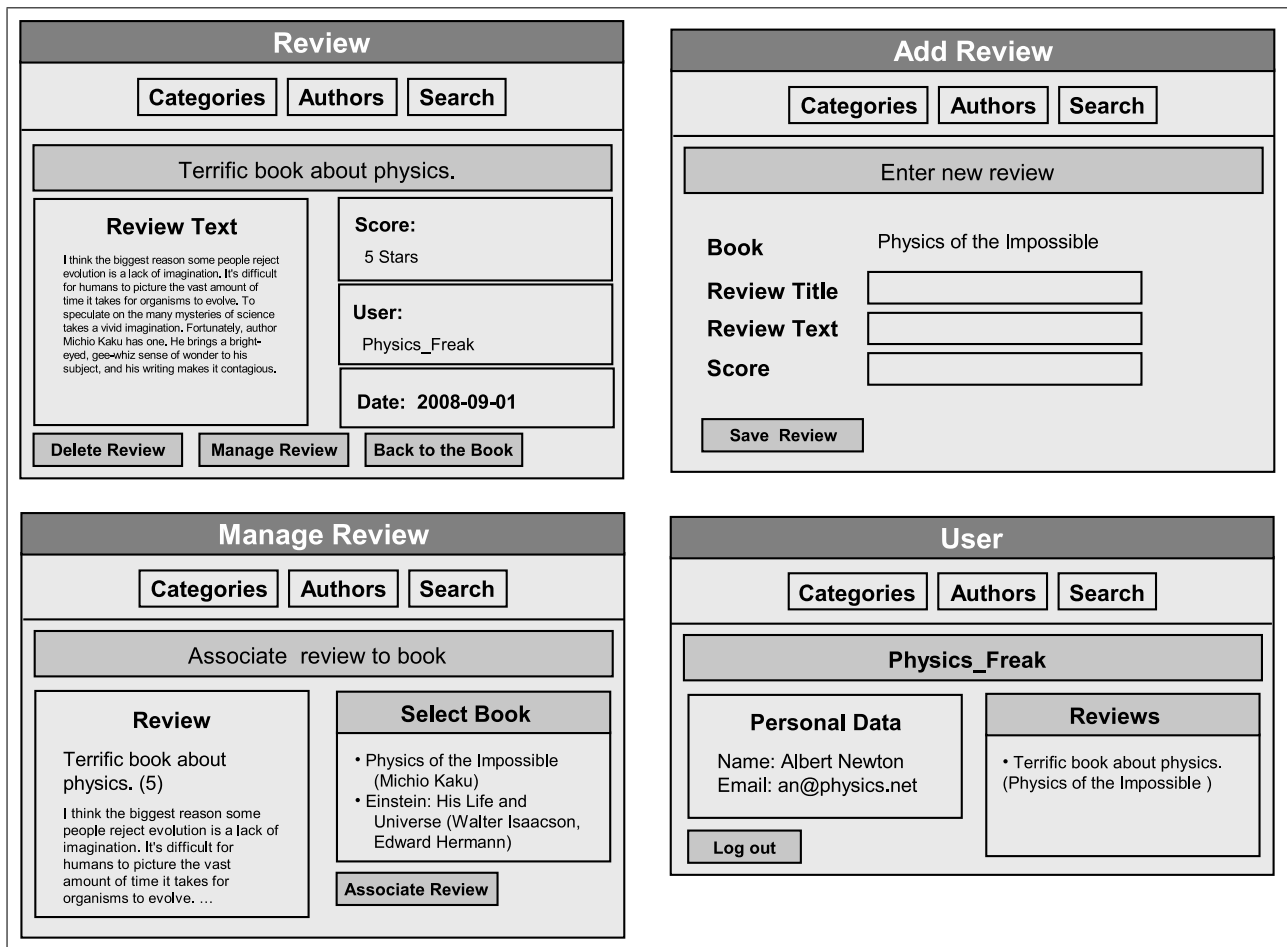 Review
Categories Authors Search
Terrific book about physics.
Review Text
I think the biggest reason some people reject
evolution is a lack of imagination. It's difficult
for humans to picture the vast amount of
time it takes for organisms to evolve. To
speculate on the many mysteries of science
takes a vivid imagination. Fortunately, author
Michio Kaku has one. He brings a bright-
eyed, gee-whiz sense of wonder to his
subject, and his writing makes it contagious.
Score:
5 Stars
User:
Physics_Freak
Date: 2008-09-01
Delete Review Manage Review Back to the Book
Add Review
Categories Authors Search
Enter new review
Book Physics of the Impossible
Review Title
Review Text
Score
Save Review
Manage Review
Categories Authors Search
Associate review to book
Review
Terrific book about
physics. (5)
I think the biggest reason some
people reject evolution is a lack of
imagination. It's difficult for
humans to picture the vast
amount of time it takes for
organisms to evolve. ...
Select Book
• Physics of the Impossible
(Michio Kaku)
• Einstein: His Life and
Universe (Walter Isaacson,
Edward Hermann)
Associate Review
User
Categories Authors Search
Physics_Freak
Personal Data
Name: Albert Newton
Email: an@physics.net
Log out
Reviews
• Terrific book about physics.
(Physics of the Impossible )